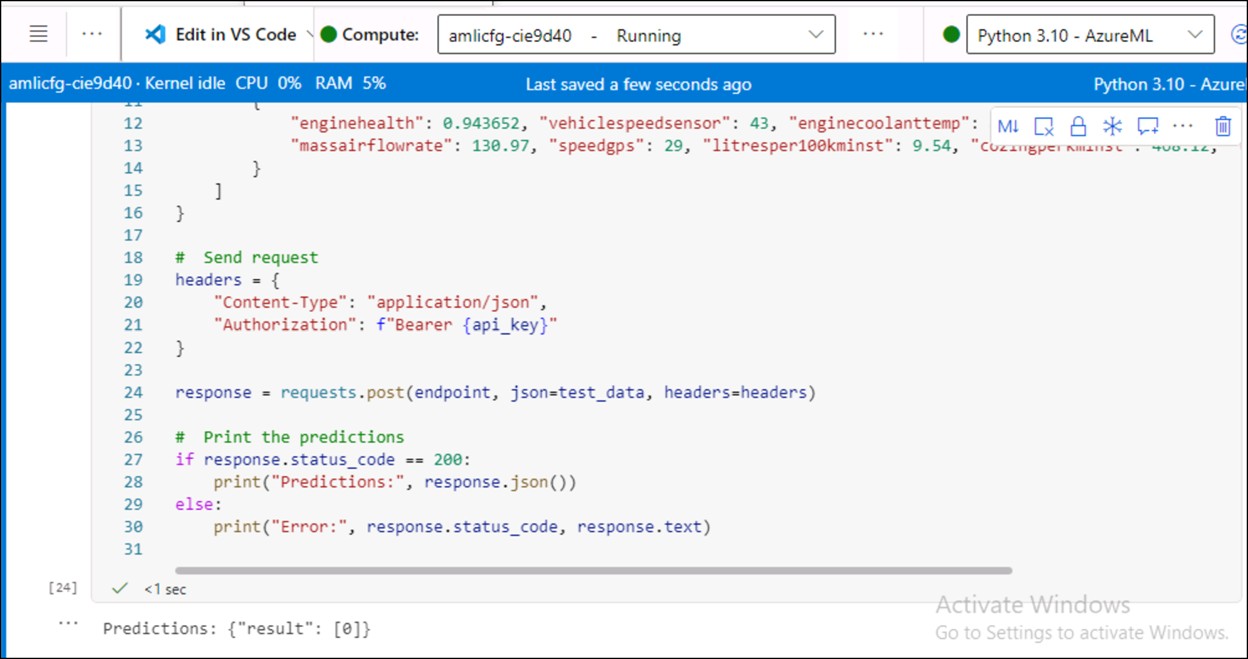 ··· Edit in VS Code Compute: amlicfg-cie9d40 - Running ··· Python 3.10 - AzureML
amlicfg-cie9d40 · Kernel idle CPU 0% RAM 5% Last saved a few seconds ago Python 3.10 - Azure
11 {
12 "enginehealth": 0.943652, "vehiclespeedsensor": 43, "enginecoolanttemp": M↓ ···
13 "massairflowrate": 130.97, "speedgps": 29, "litresper100kminst": 9.54,
14 }
15 ]
16 }
17
18 #  Send request
19 headers = {
20 "Content-Type": "application/json",
21 "Authorization": f"Bearer {api_key}"
22 }
23
24 response = requests.post(endpoint, json=test_data, headers=headers)
25
26 #  Print the predictions
27 if response.status_code == 200:
28 print("Predictions:", response.json())
29 else:
30 print("Error:", response.status_code, response.text)
31
[24] ✓ <1 sec
Activate Windows
··· Predictions: {"result": [0]}
Go to Settings to activate Windows.